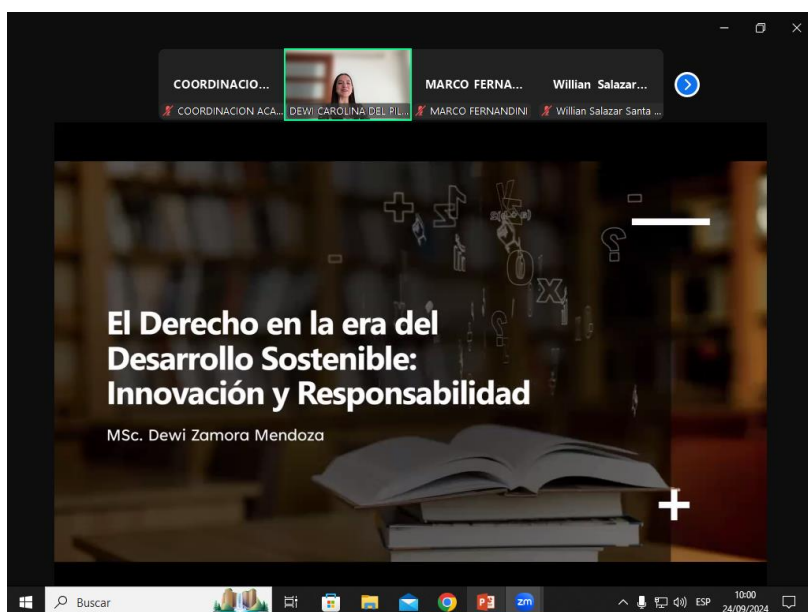 COORDINACIO...
MARCO FERNA...
Willian Salazar...
COORDINACION ACA...
DEWI CAROLINA DEL PIL...
MARCO FERNANDINI
Willian Salazar Santa ...
El Derecho en la era del
Desarrollo Sostenible:
Innovación y Responsabilidad
MSc. Dewi Zamora Mendoza
Buscar
zm
ESP
10:00
24/09/2024